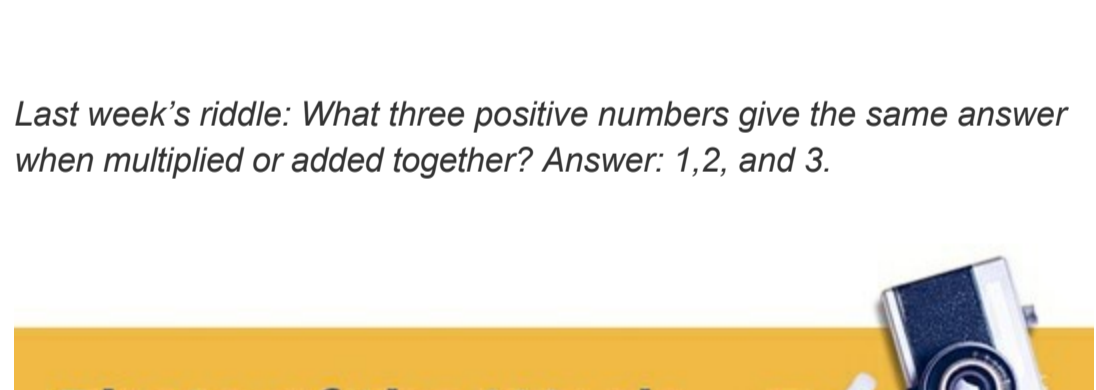 Last week’s riddle: What three positive numbers give the same answer
when multiplied or added together? Answer: 1,2, and 3.